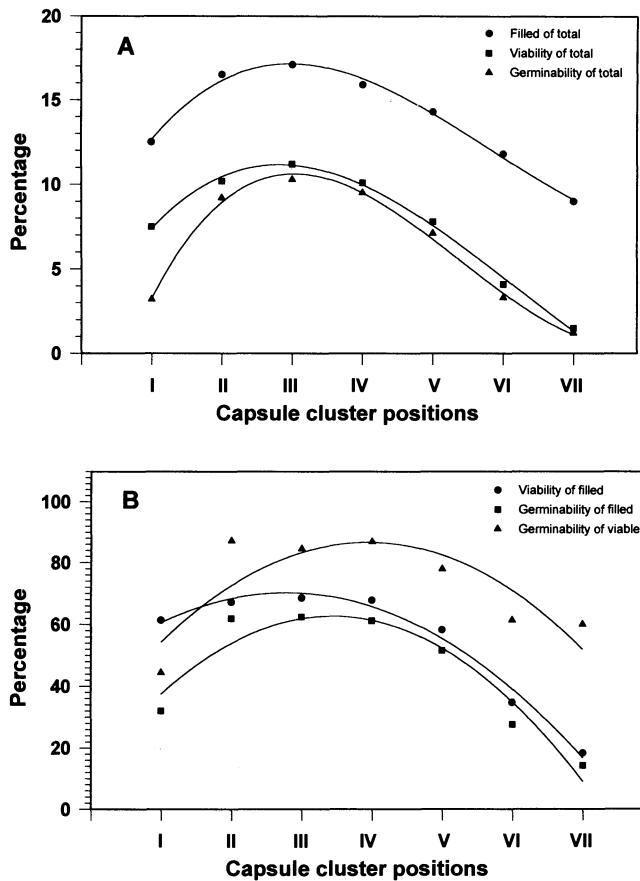 A
Filled of total
Viability of total
Germinability of total
Percentage
20
15
10
5
0
I II III IV V VI VII
Capsule cluster positions
B
Viability of filled
Germinability of filled
Germinability of viable
Percentage
100
80
60
40
20
0
I II III IV V VI VII
Capsule cluster positions